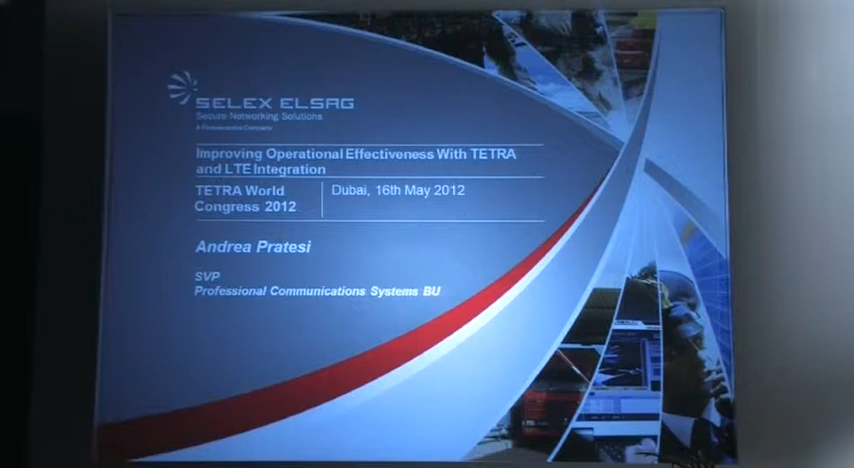 SELEX ELSAG
Secure Networking Solutions
A Finmeccanica Company
Improving Operational Effectiveness With TETRA
and LTE Integration
TETRA World
Congress 2012
Dubai, 16th May 2012
Andrea Pratesi
SVP
Professional Communications Systems BU